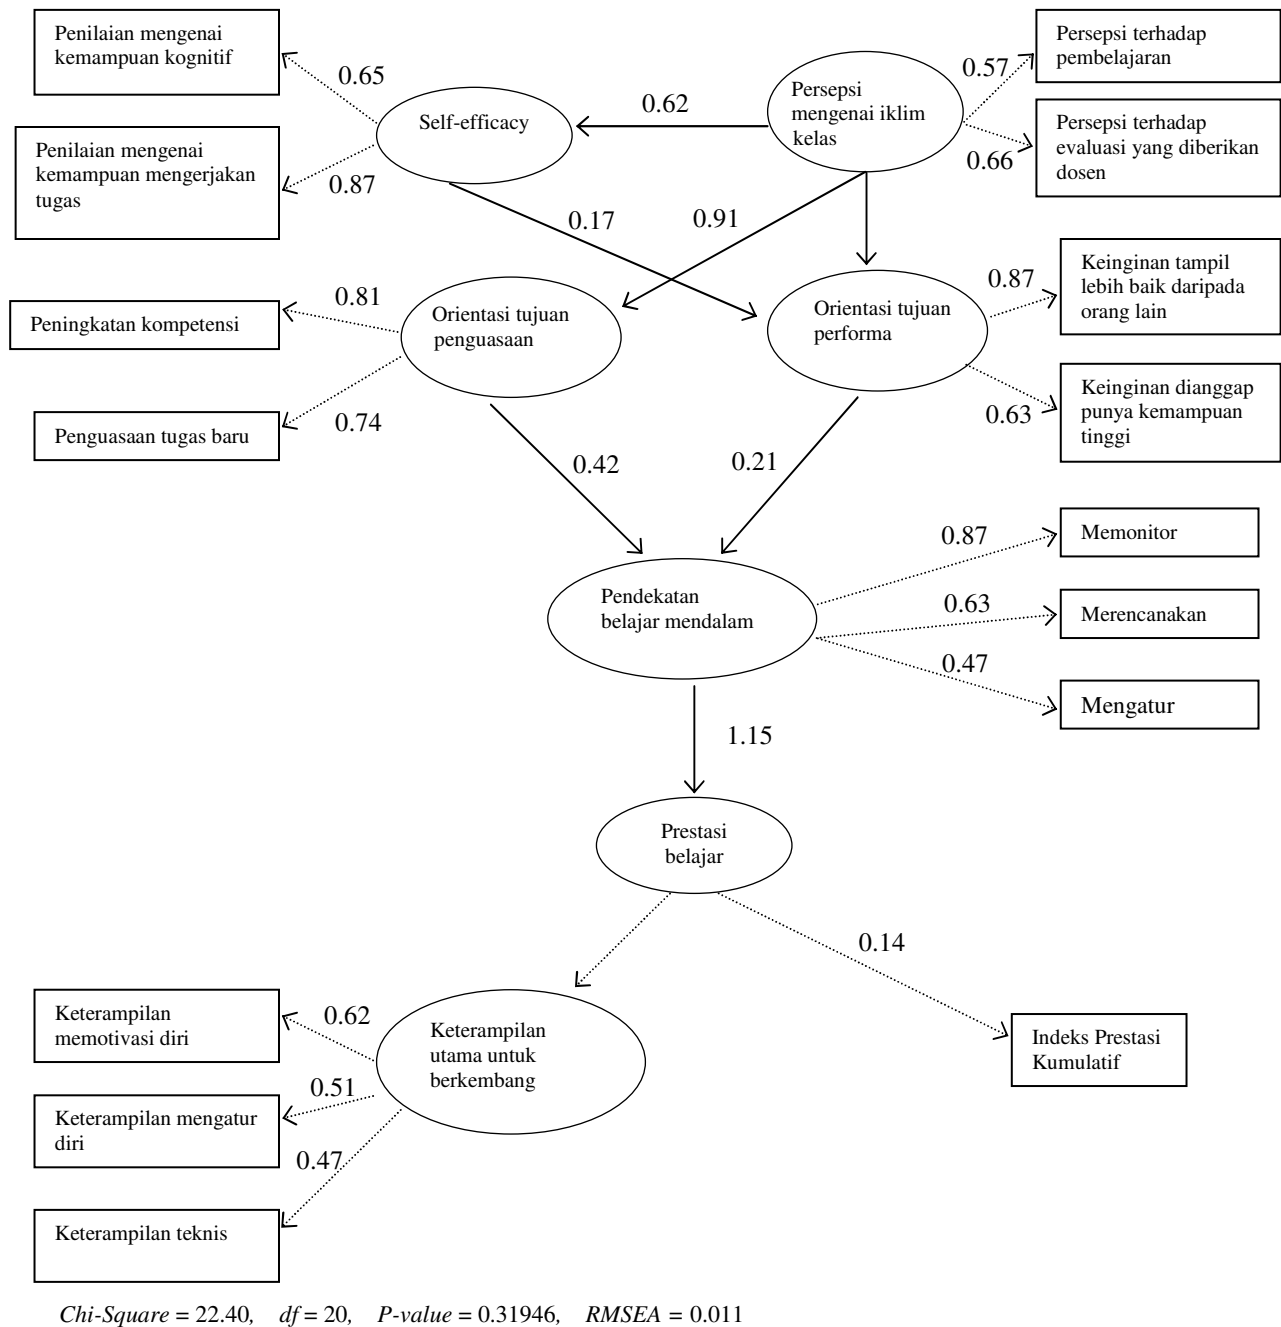 Penilaian mengenai
kemampuan kognitif
0.65
Self-efficacy
0.62
Persepsi
mengenai iklim
kelas
0.57
Persepsi terhadap
pembelajaran
Penilaian mengenai
kemampuan mengerjakan
tugas
0.87
0.66
Persepsi terhadap
evaluasi yang diberikan
dosen
0.17
0.91
Peningkatan kompetensi
0.81
Orientasi tujuan
penguasaan
Orientasi tujuan
performa
0.87
Keinginan tampil
lebih baik daripada
orang lain
Penguasaan tugas baru
0.74
0.63
Keinginan dianggap
punya kemampuan
tinggi
0.42
0.21
Pendekatan
belajar mendalam
0.87
Memonitor
0.63
Merencanakan
0.47
Mengatur
1.15
Prestasi
belajar
0.14
Keterampilan
memotivasi diri
0.62
Keterampilan
utama untuk
berkembang
Indeks Prestasi
Kumulatif
Keterampilan mengatur
diri
0.51
0.47
Keterampilan teknis
Chi-Square = 22.40, df = 20, P-value = 0.31946, RMSEA = 0.011